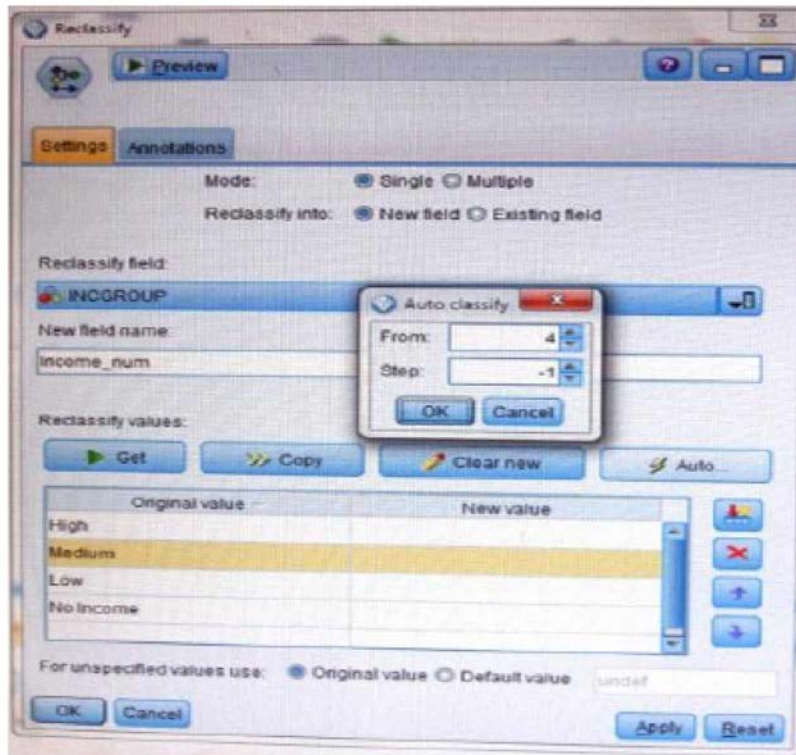 Reclassify
Preview
Settings Annotations
Mode: Single Multiple
Reclassify into: New field Existing field
Reclassify field:
INCGROUP
Auto classify
From: 4
Step: -1
OK Cancel
New field name:
Income_num
Reclassify values:
Get Copy Clear new Auto...
Original value New value
High
Medium
Low
No Income
For unspecified values use: Original value Default value undef
OK Cancel Apply Reset